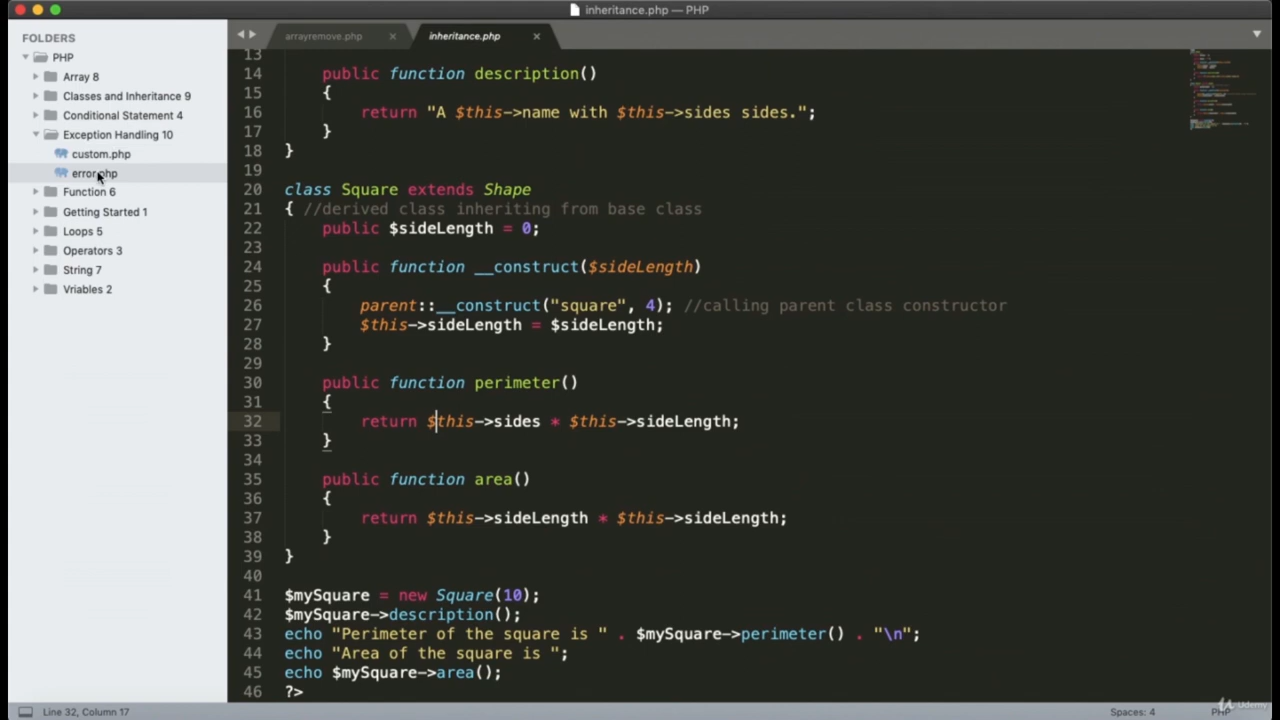 inheritance.php — PHP
FOLDERS
PHP
Array 8
Classes and Inheritance 9
Conditional Statement 4
Exception Handling 10
custom.php
error.php
Function 6
Getting Started 1
Loops 5
Operators 3
String 7
Vriables 2
arrayremove.php
inheritance.php
13
14 public function description()
15 {
16 return "A $this->name with $this->sides sides.";
17 }
18 }
19
20 class Square extends Shape
21 { //derived class inheriting from base class
22 public $sideLength = 0;
23
24 public function __construct($sideLength)
25 {
26 parent::__construct("square", 4); //calling parent class constructor
27 $this->sideLength = $sideLength;
28 }
29
30 public function perimeter()
31 {
32 return $this->sides * $this->sideLength;
33 }
34
35 public function area()
36 {
37 return $this->sideLength * $this->sideLength;
38 }
39 }
40
41 $mySquare = new Square(10);
42 $mySquare->description();
43 echo "Perimeter of the square is " . $mySquare->perimeter() . "\n";
44 echo "Area of the square is ";
45 echo $mySquare->area();
46 ?>
Line 32, Column 17
Spaces: 4
PHP
Udemy